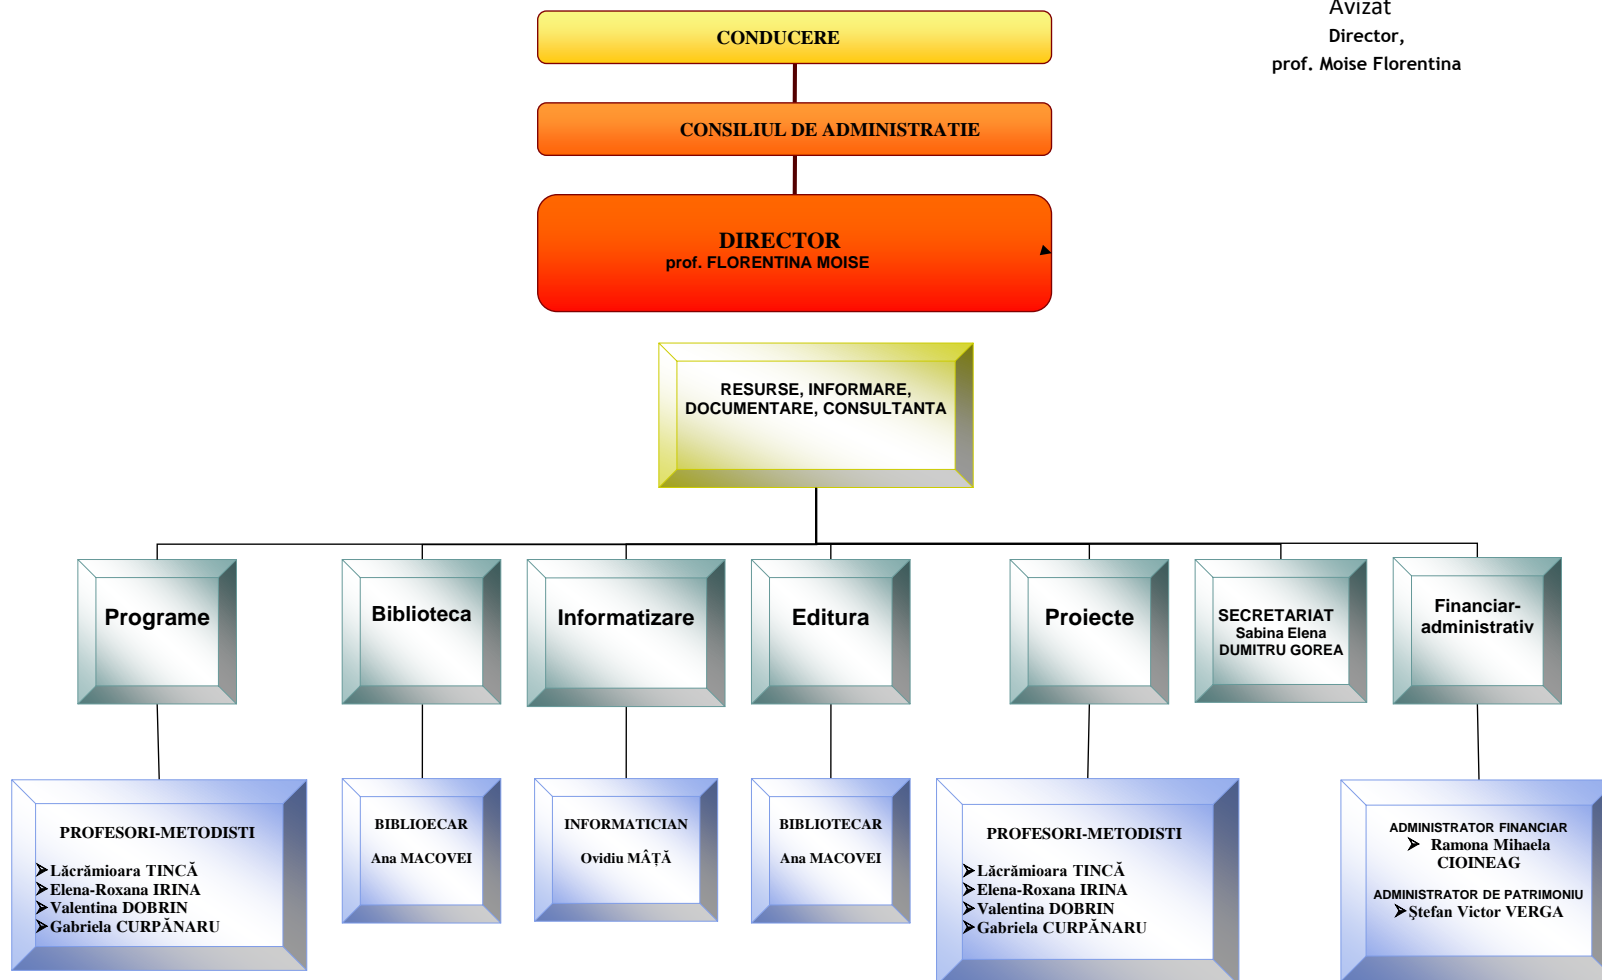 Avizat
Director,
prof. Moise Florentina
CONDUCERE
CONSILIUL DE ADMINISTRATIE
DIRECTOR
prof. FLORENTINA MOISE
RESURSE, INFORMARE,
DOCUMENTARE, CONSULTANTA
Programe
Biblioteca
Informatizare
Editura
Proiecte
SECRETARIAT
Sabina Elena
DUMITRU GOREA
Financiar-
administrativ
PROFESORI-METODISTI
➤Lăcrămioara TINCĂ
➤Elena-Roxana IRINA
➤Valentina DOBRIN
➤Gabriela CURPĂNARU
BIBLIOECAR
Ana MACOVEI
INFORMATICIAN
Ovidiu MÂȚĂ
BIBLIOTECAR
Ana MACOVEI
PROFESORI-METODISTI
➤Lăcrămioara TINCĂ
➤Elena-Roxana IRINA
➤Valentina DOBRIN
➤Gabriela CURPĂNARU
ADMINISTRATOR FINANCIAR
➤ Ramona Mihaela
CIOINEAG
ADMINISTRATOR DE PATRIMONIU
➤Ștefan Victor VERGA